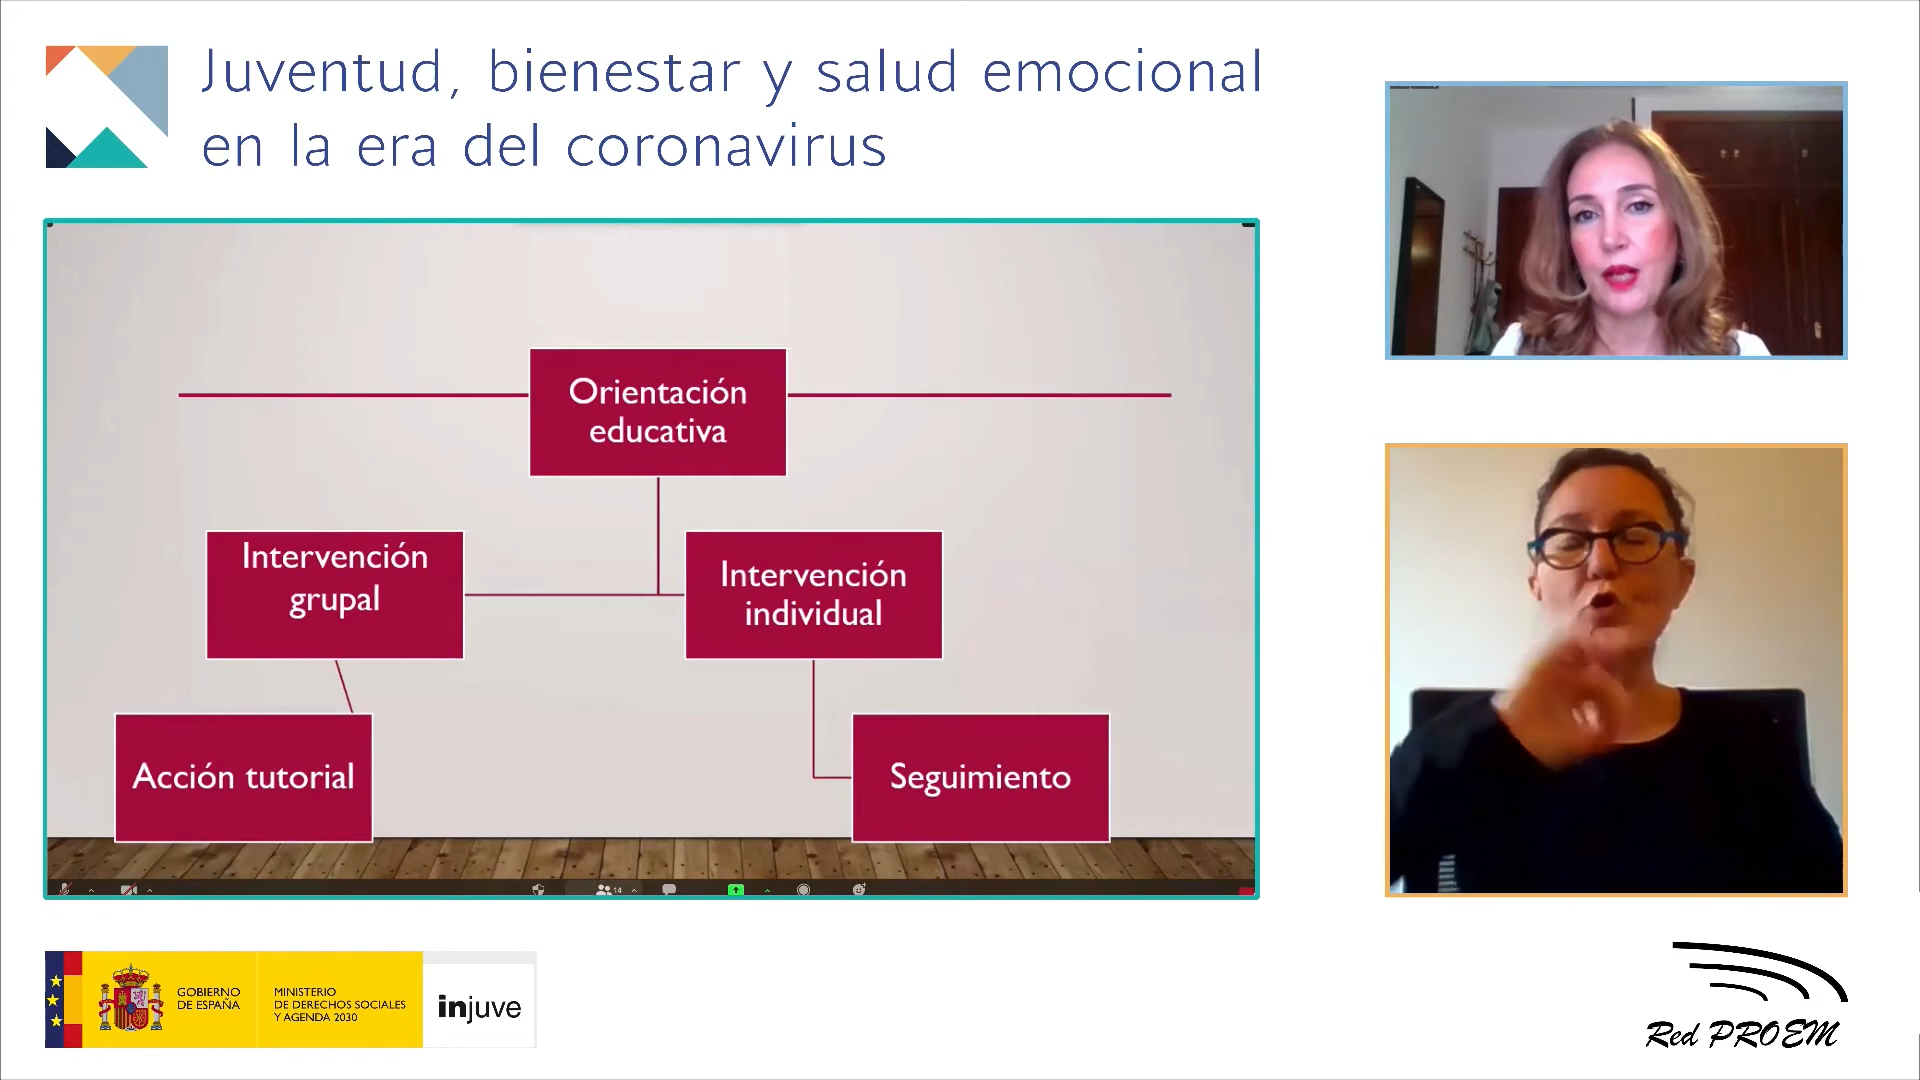 Juventud, bienestar y salud emocional
en la era del coronavirus
Orientación
educativa
Intervención
grupal
Intervención
individual
Acción tutorial
Seguimiento
14
GOBIERNO
DE ESPAÑA
MINISTERIO
DE DERECHOS SOCIALES
Y AGENDA 2030
injuve
Red PROEM